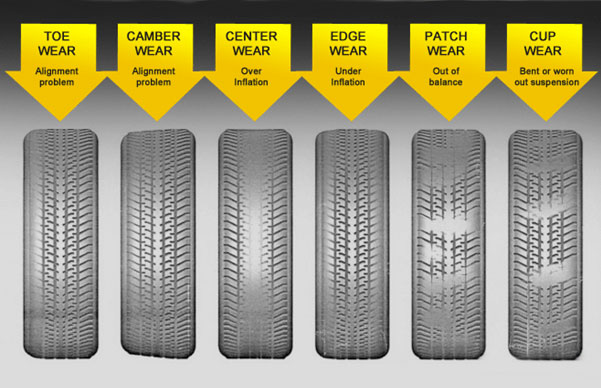 TOE
WEAR
Alignment
problem
CAMBER
WEAR
Alignment
problem
CENTER
WEAR
Over
Inflation
EDGE
WEAR
Under
Inflation
PATCH
WEAR
Out of
balance
CUP
WEAR
Bent or worn
out suspension